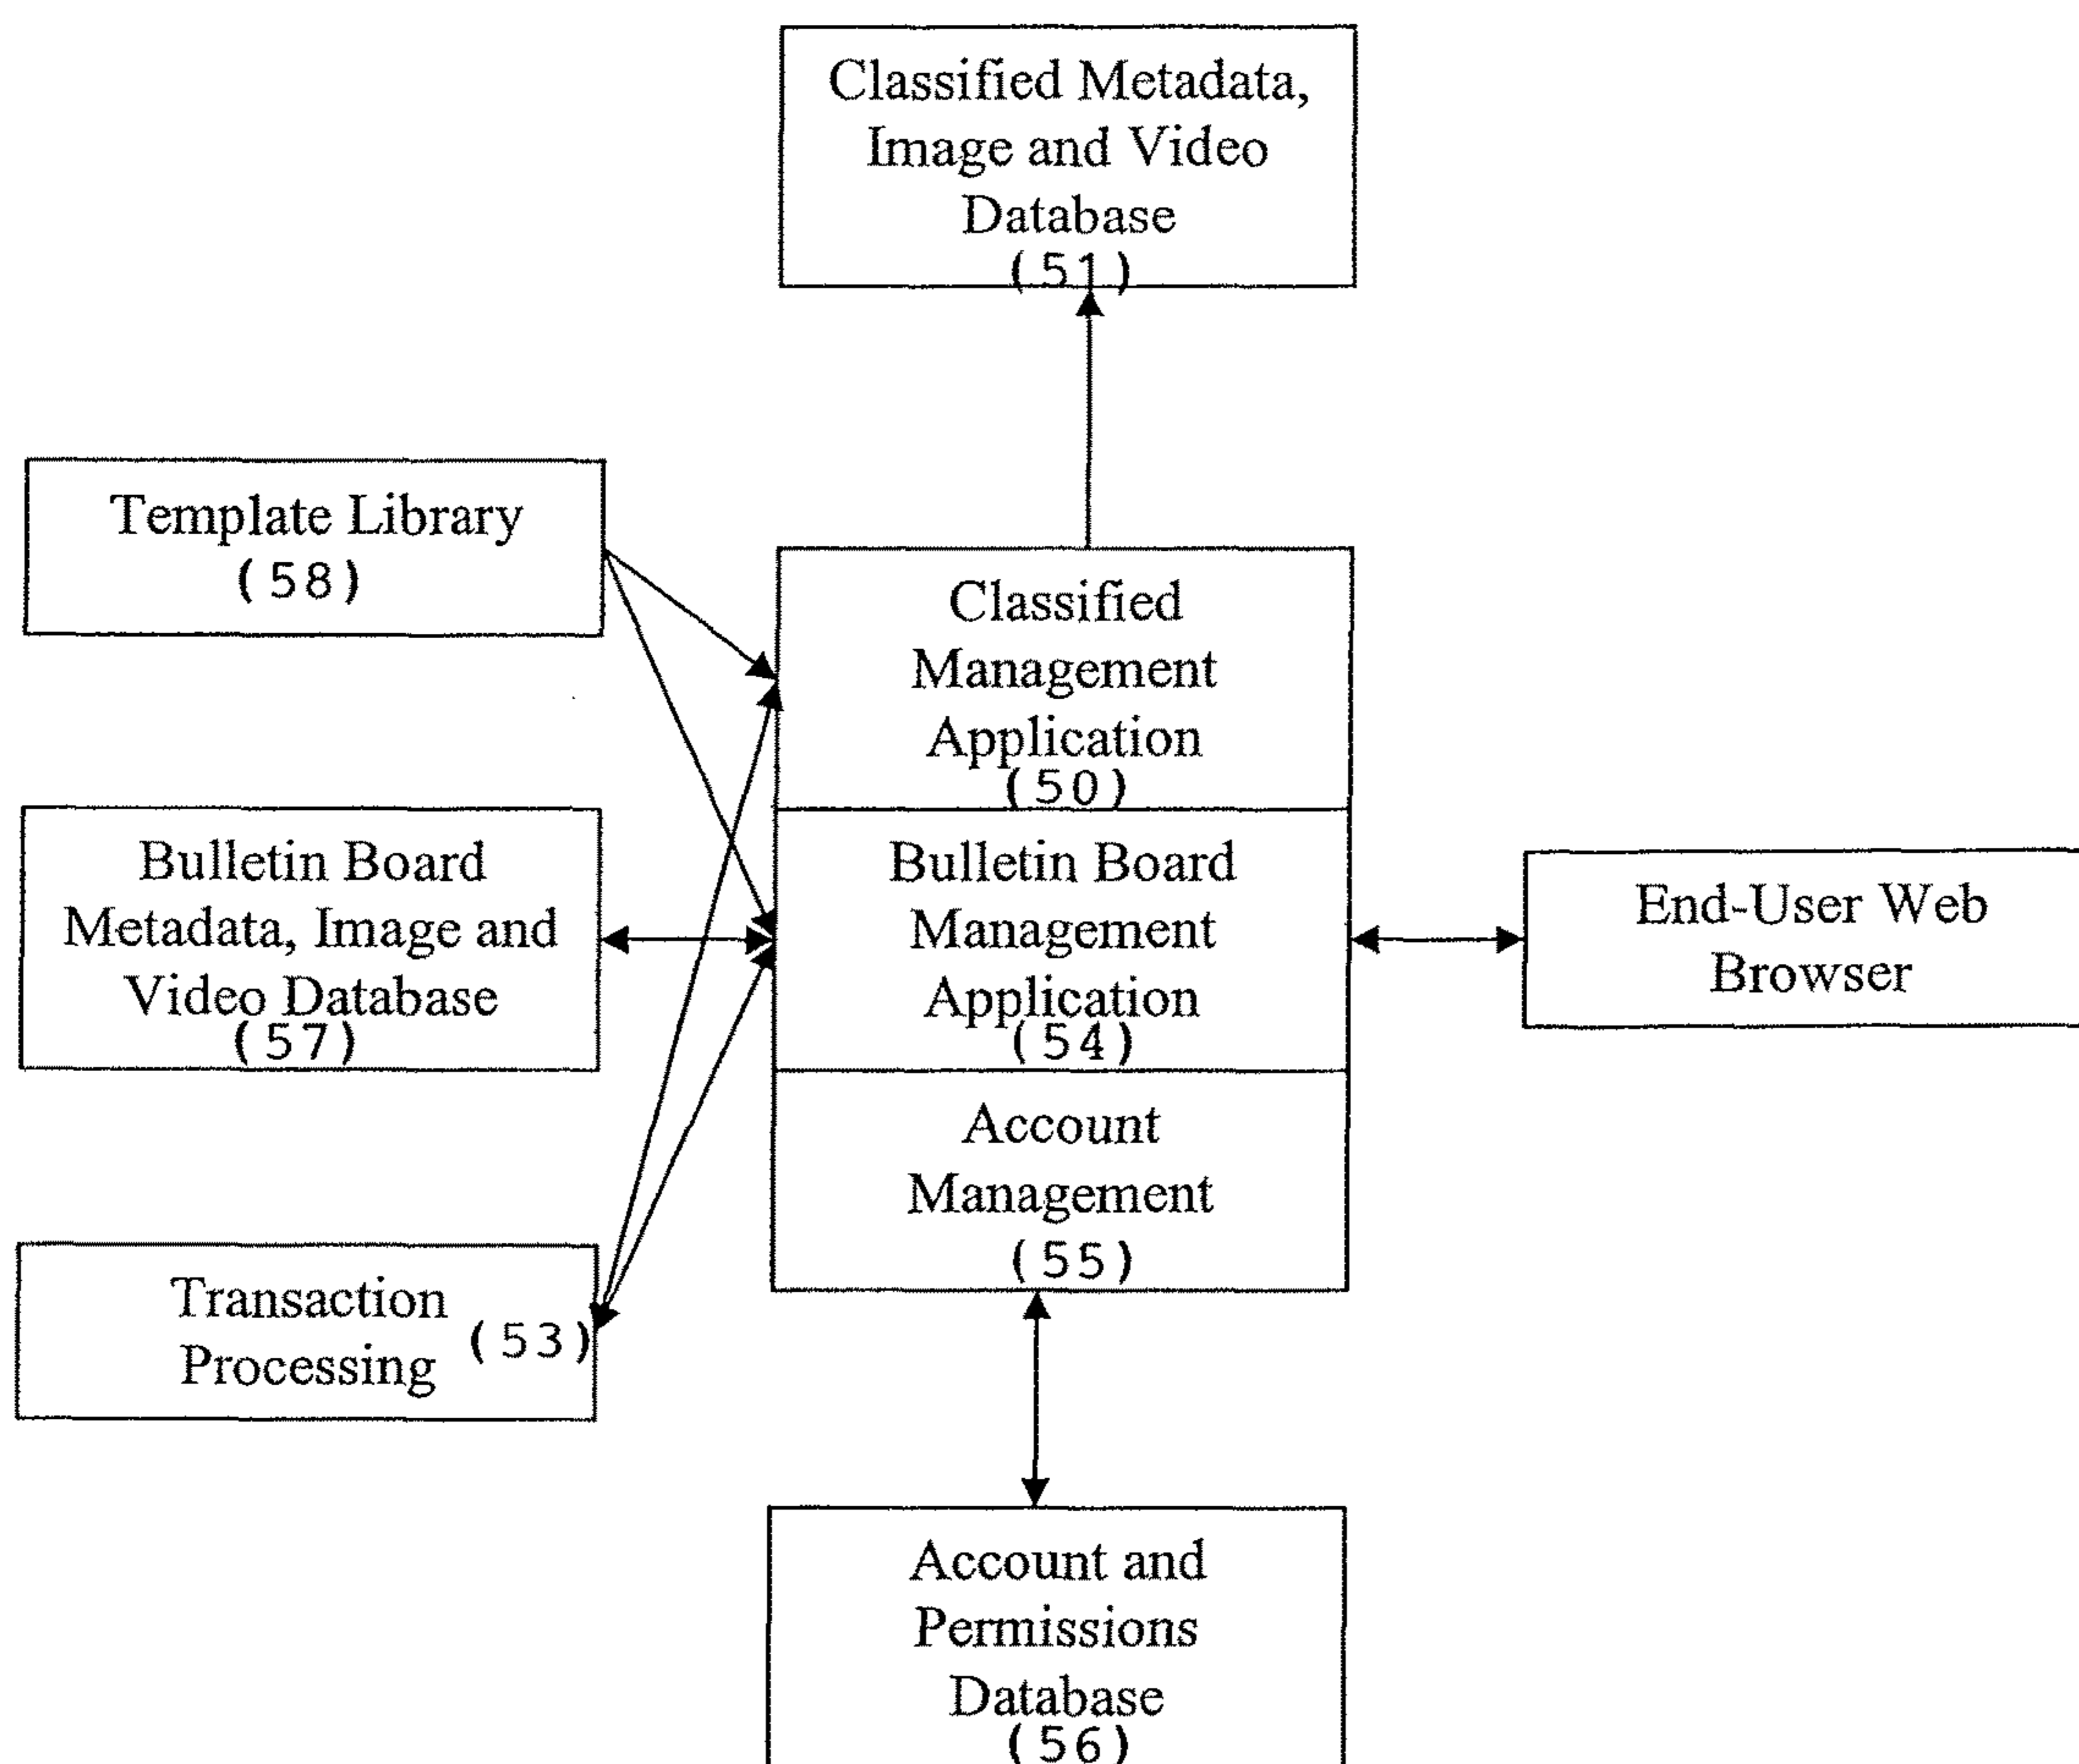 Classified Metadata,
Image and Video
Database
(51)
Template Library
(58)
Classified
Management
Application
(50)
Bulletin Board
Metadata, Image and
Video Database
(57)
Bulletin Board
Management
Application
(54)
End-User Web
Browser
Account
Management
(55)
Transaction
Processing (53)
Account and
Permissions
Database
(56)